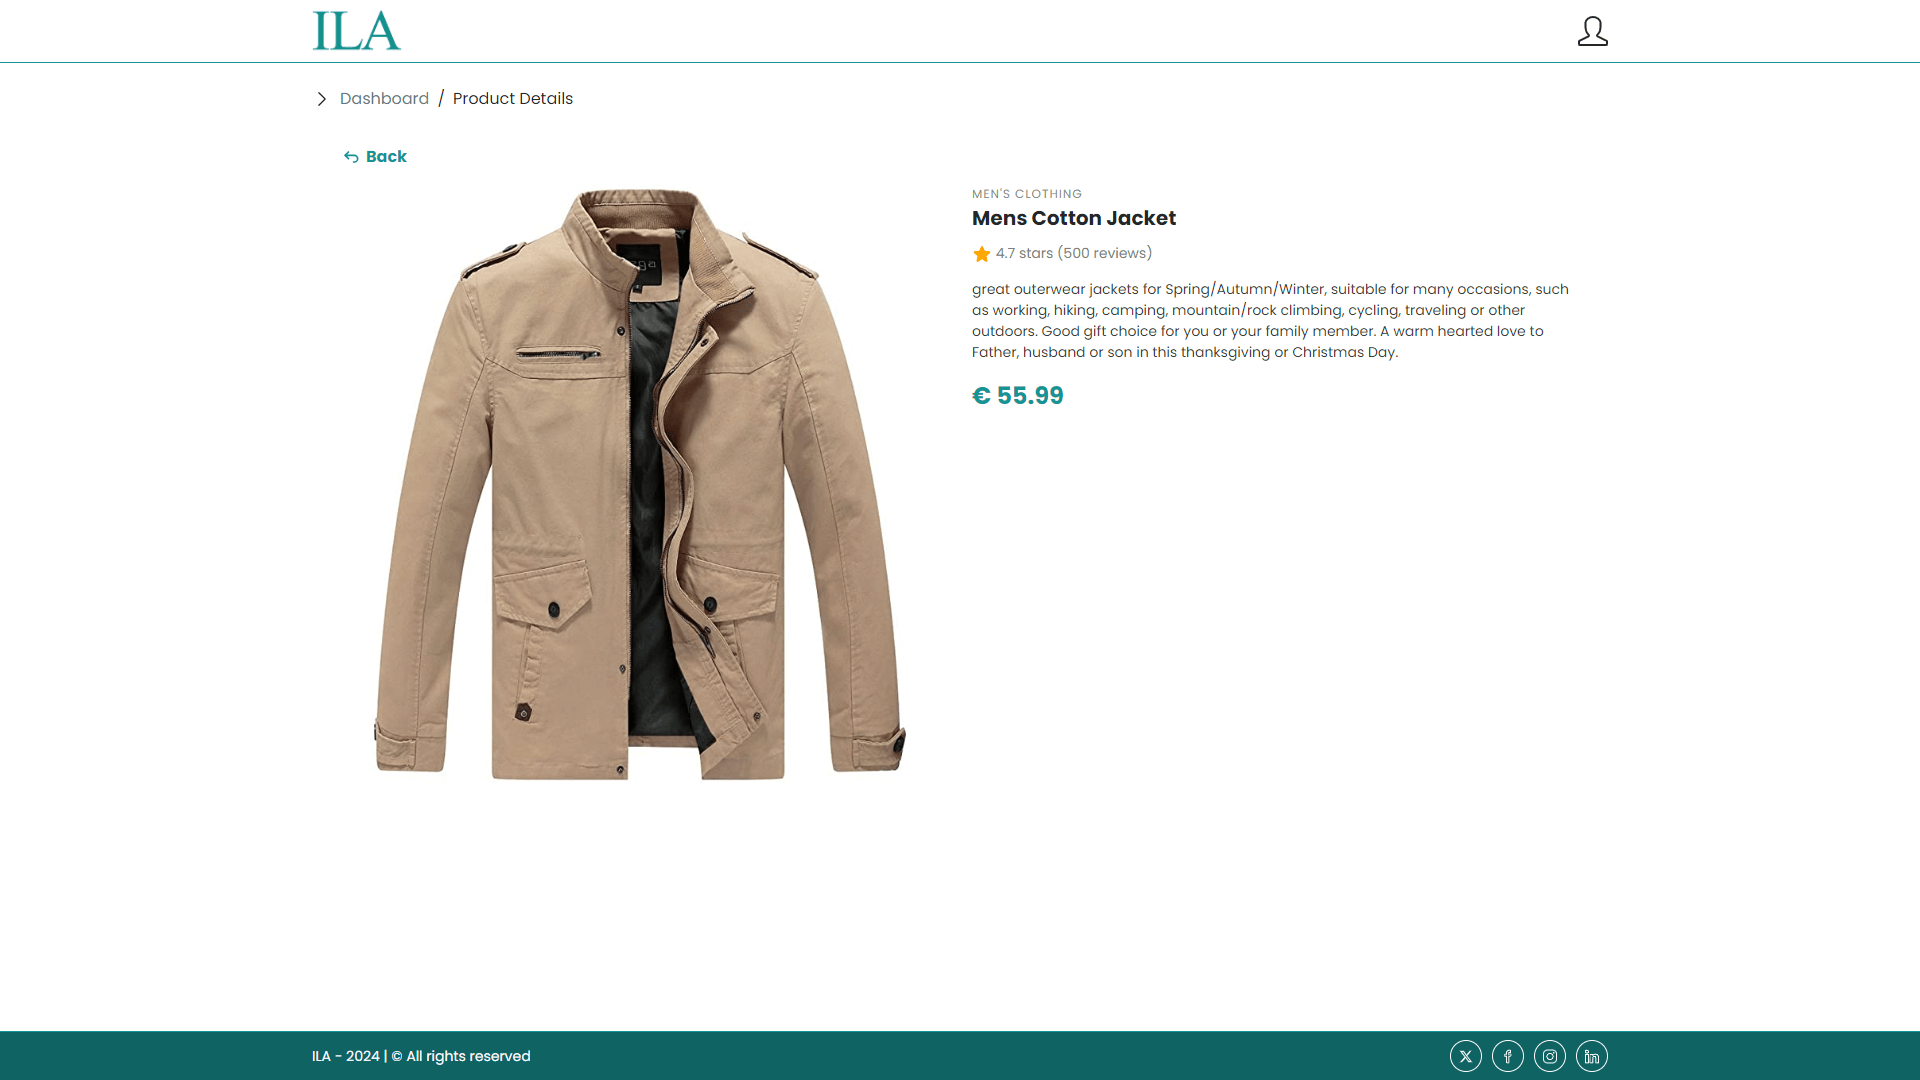 ILA
Dashboard / Product Details
Back
MEN'S CLOTHING
Mens Cotton Jacket
4.7 stars (500 reviews)
great outerwear jackets for Spring/Autumn/Winter, suitable for many occasions, such
as working, hiking, camping, mountain/rock climbing, cycling, traveling or other
outdoors. Good gift choice for you or your family member. A warm hearted love to
Father, husband or son in this thanksgiving or Christmas Day.
€ 55.99
ILA - 2024 | © All rights reserved